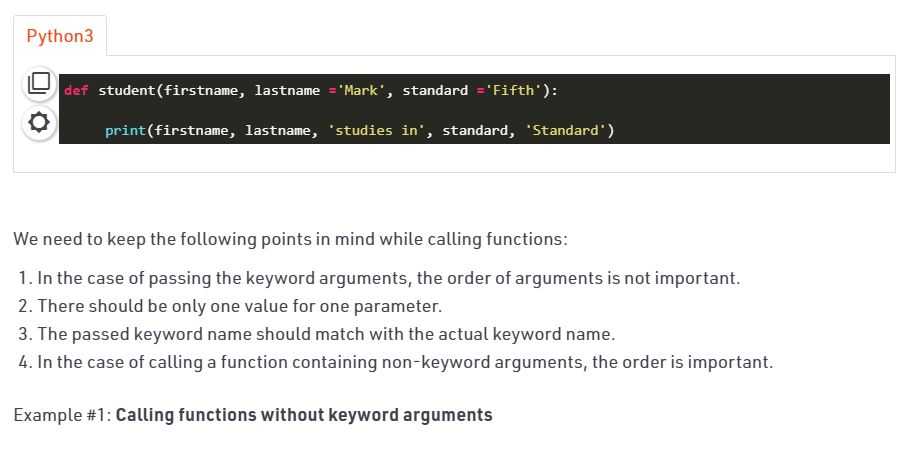 Python3
def student(firstname, lastname ='Mark', standard ='Fifth'):
print(firstname, lastname, 'studies in', standard, 'Standard')
We need to keep the following points in mind while calling functions:
1. In the case of passing the keyword arguments, the order of arguments is not important.
2. There should be only one value for one parameter.
3. The passed keyword name should match with the actual keyword name.
4. In the case of calling a function containing non-keyword arguments, the order is important.
Example #1: Calling functions without keyword arguments